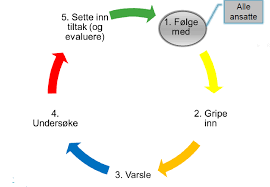 5. Sette inn
tiltak (og
evaluere)
1. Følge
med
Alle
ansatte
2. Gripe
inn
3. Varsle
4.
Undersøke